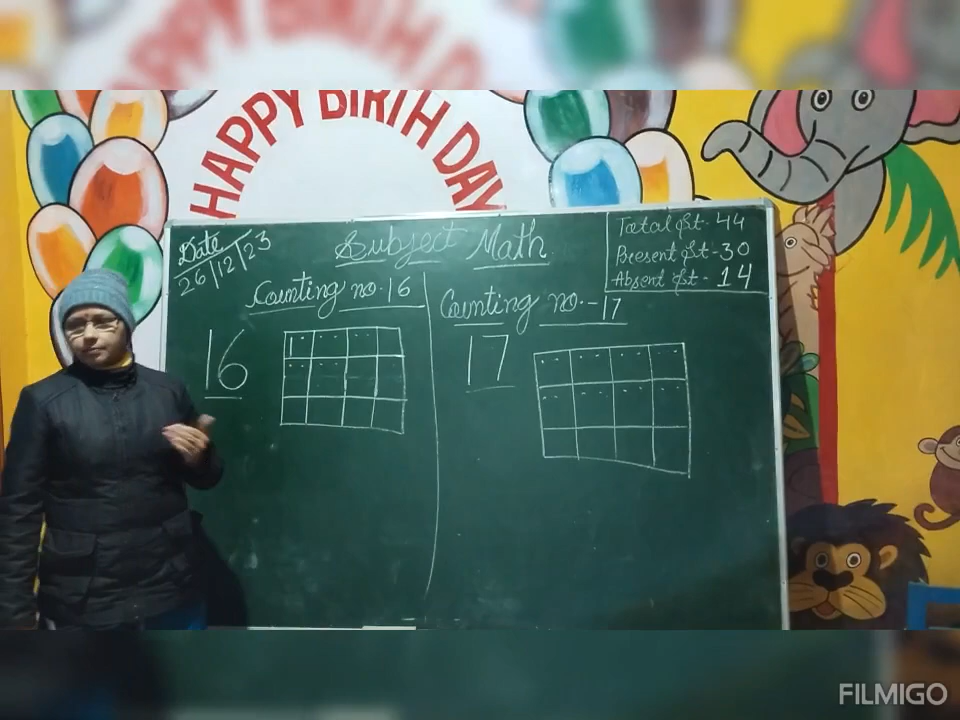 HAPPY BIRTH DAY
Date
26/12/23
Subject Math
Total St- 44
Present St-30
Absent St- 14
Counting no. 16
Counting no.-17
16
17
FILMIGO